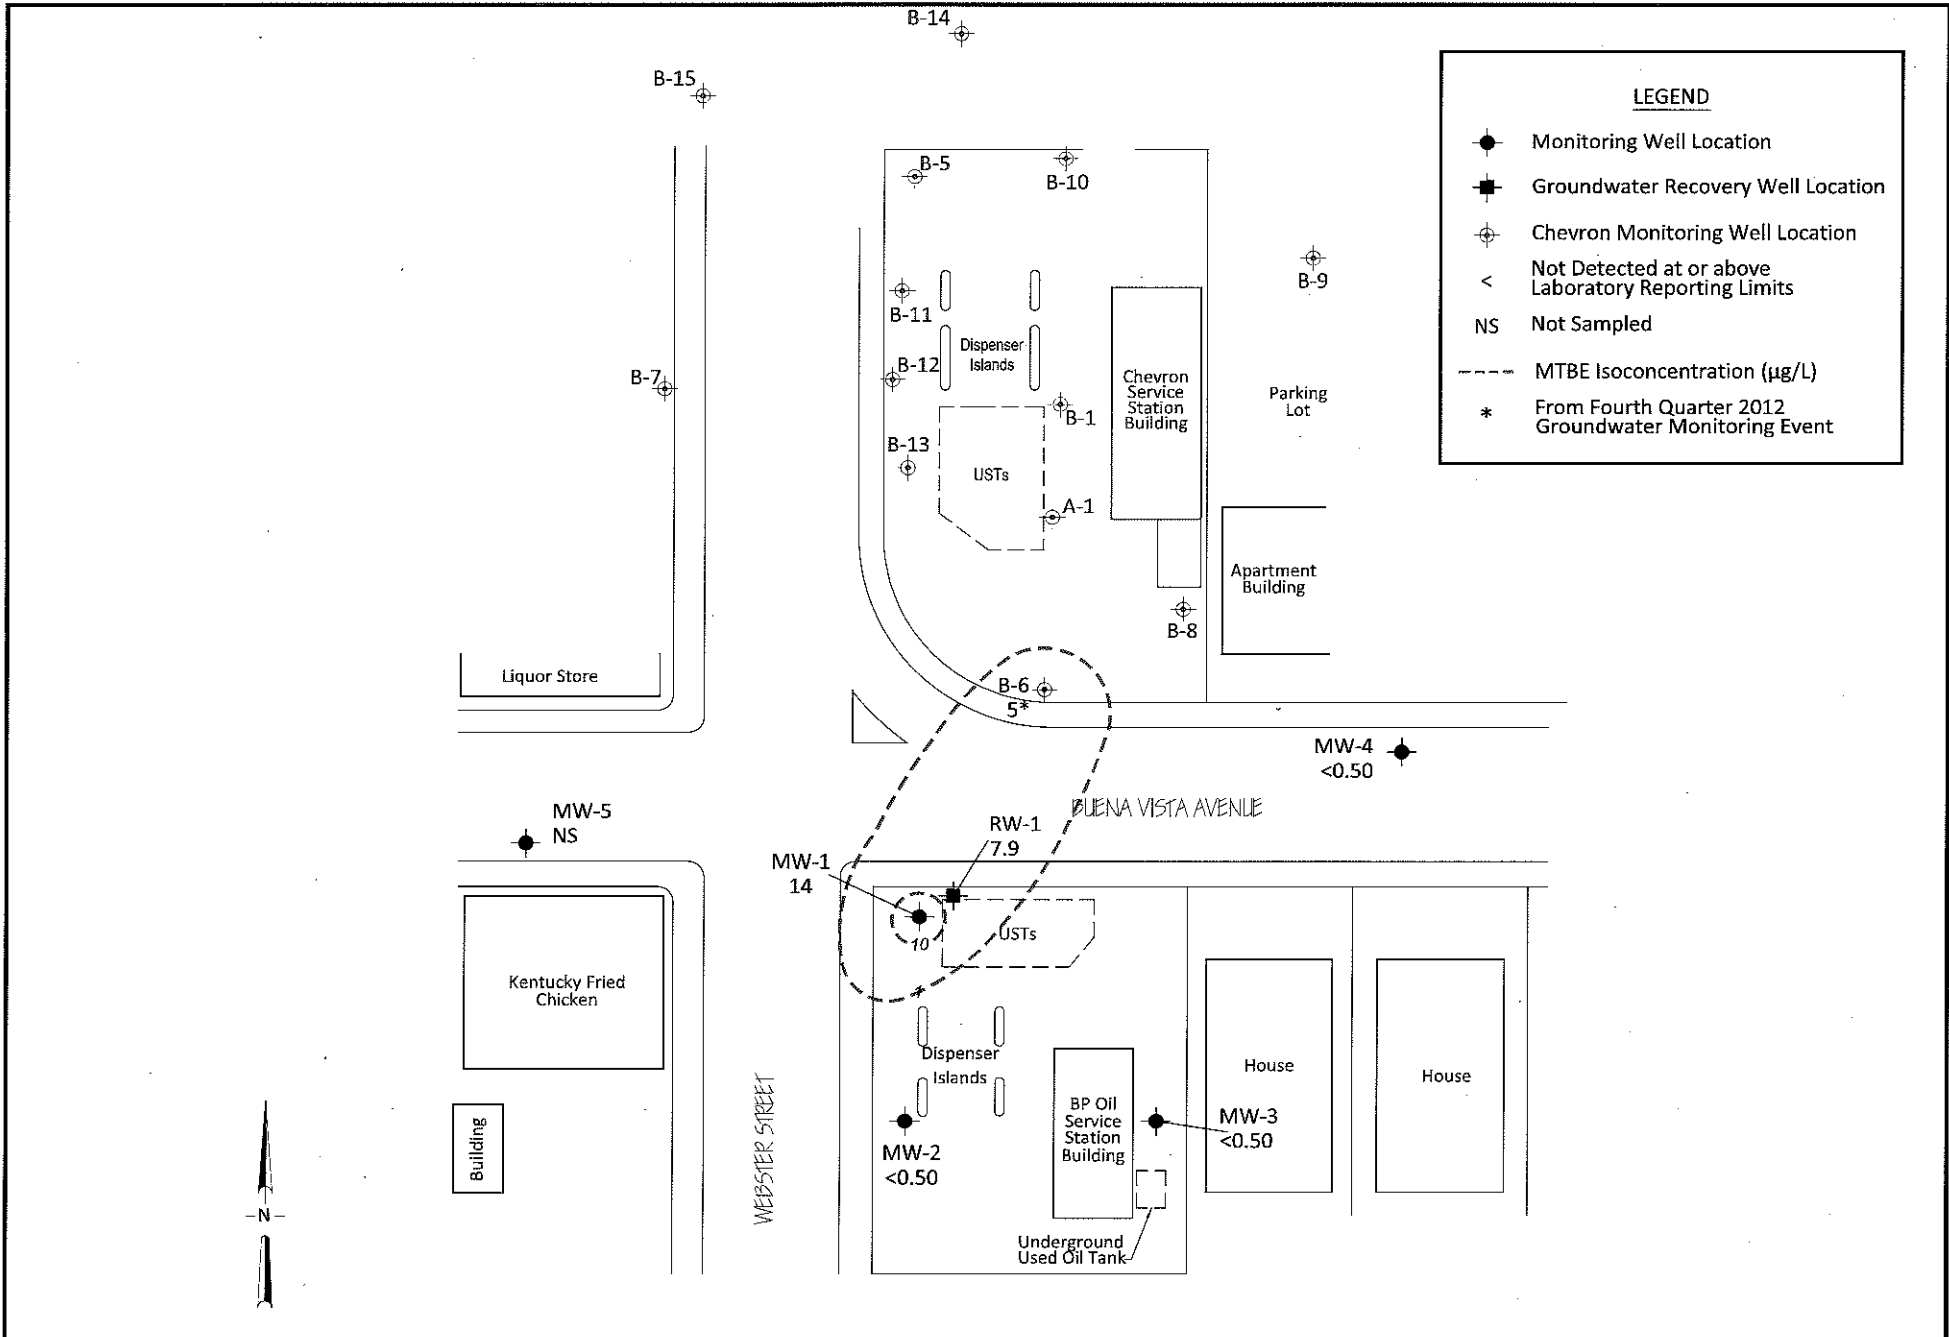 B-14
B-15
LEGEND
Monitoring Well Location
Groundwater Recovery Well Location
Chevron Monitoring Well Location
< Not Detected at or above
Laboratory Reporting Limits
NS Not Sampled
MTBE Isoconcentration (µg/L)
* From Fourth Quarter 2012
Groundwater Monitoring Event
B-5
B-10
B-9
B-11
Dispenser
Islands
B-12
B-7
Chevron
Service
Station
Building
Parking
Lot
B-1
B-13
USTs
A-1
Apartment
Building
B-8
Liquor Store
B-6
5*
MW-4
<0.50
BUENA VISTA AVENUE
MW-5
NS
RW-1
7.9
MW-1
14
10
USTs
Kentucky Fried
Chicken
Dispenser
Islands
House
House
BP Oil
Service
Station
Building
MW-3
<0.50
MW-2
<0.50
Building
WEBSTER STREET
N
Underground
Used Oil Tank